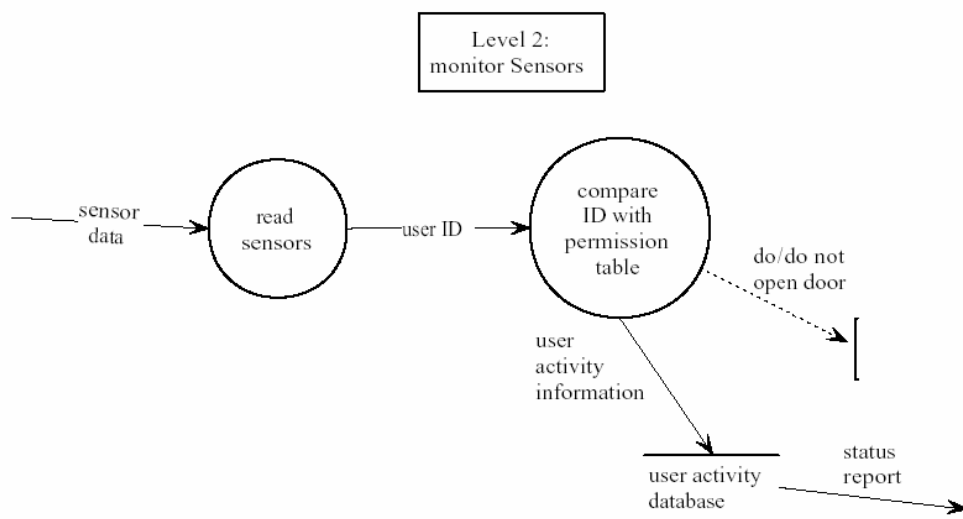 Level 2:
monitor Sensors
sensor
data
read
sensors
user ID
compare
ID with
permission
table
do/do not
open door
user
activity
information
user activity
database
status
report